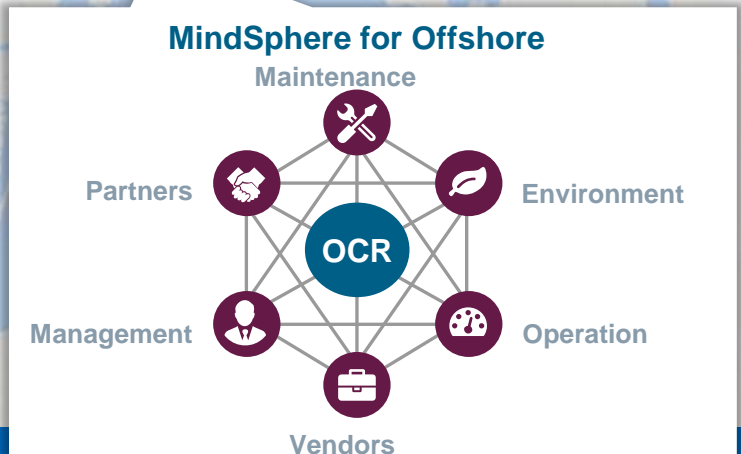 MindSphere for Offshore
Maintenance
Partners
Environment
OCR
Management
Operation
Vendors